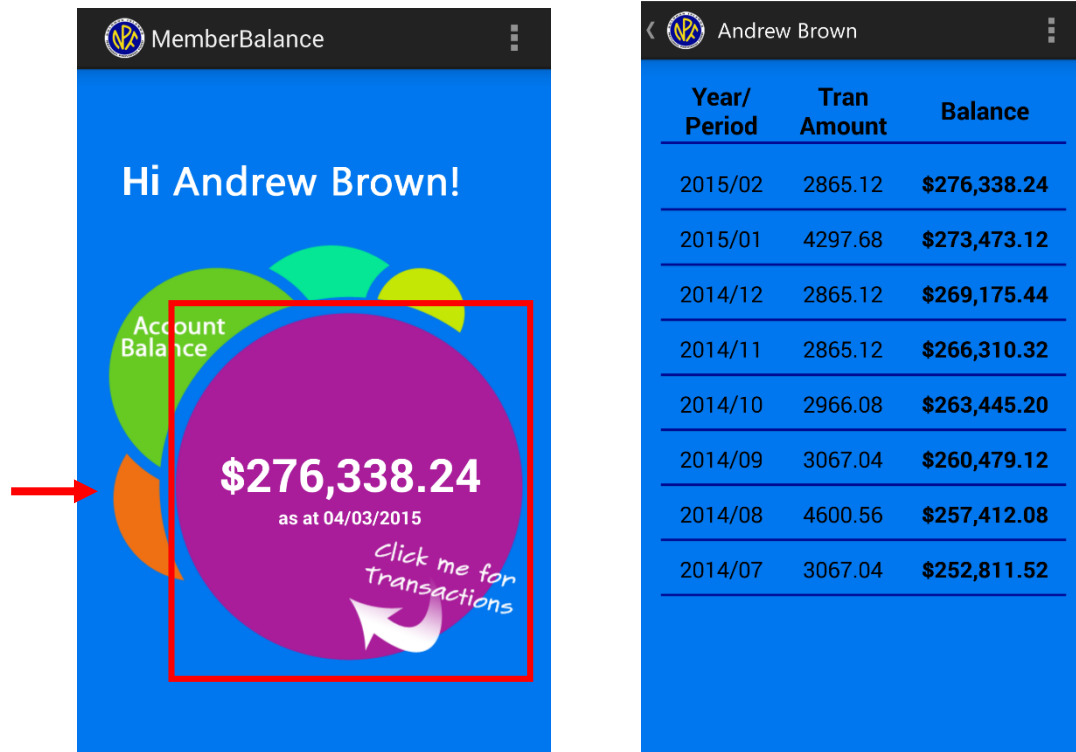 MemberBalance
Hi Andrew Brown!
Account
Balance
$276,338.24
as at 04/03/2015
Click me for
Transactions
NPF
Andrew Brown
Year/ Tran Balance
Period Amount
2015/02 2865.12 $276,338.24
2015/01 4297.68 $273,473.12
2014/12 2865.12 $269,175.44
2014/11 2865.12 $266,310.32
2014/10 2966.08 $263,445.20
2014/09 3067.04 $260,479.12
2014/08 4600.56 $257,412.08
2014/07 3067.04 $252,811.52